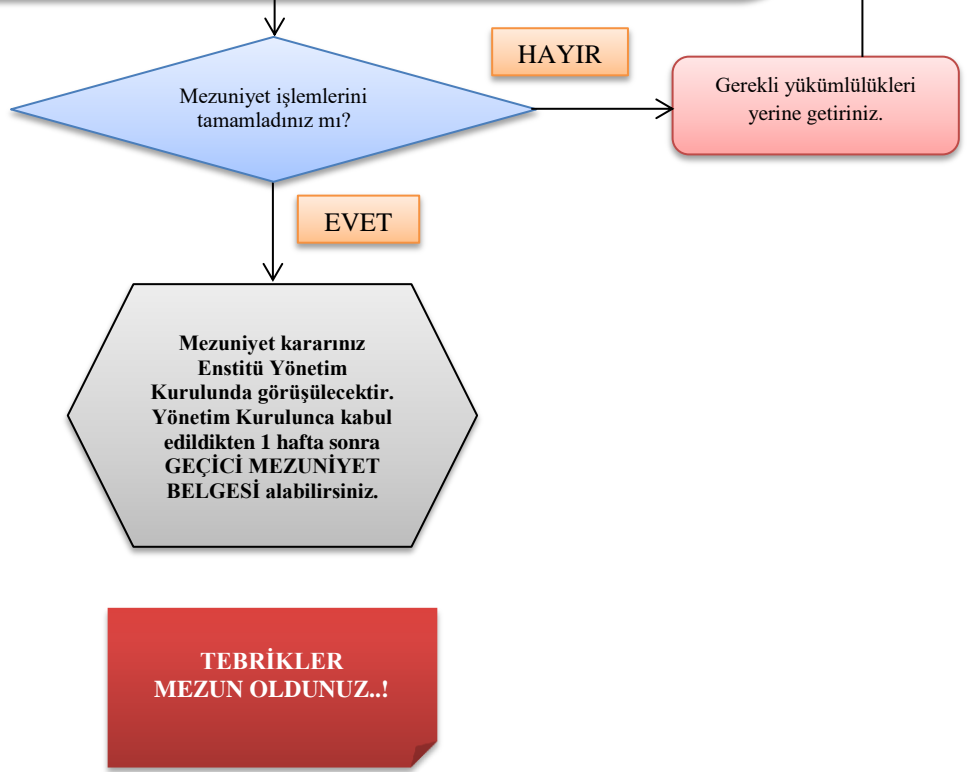 HAYIR
Mezuniyet işlemlerini
tamamladınız mı?
Gerekli yükümlülükleri
yerine getiriniz.
EVET
Mezuniyet kararınız
Enstitü Yönetim
Kurulunda görüşülecektir.
Yönetim Kurulunca kabul
edildikten 1 hafta sonra
GEÇİCİ MEZUNİYET
BELGESİ alabilirsiniz.
TEBRİKLER
MEZUN OLDUNUZ..!